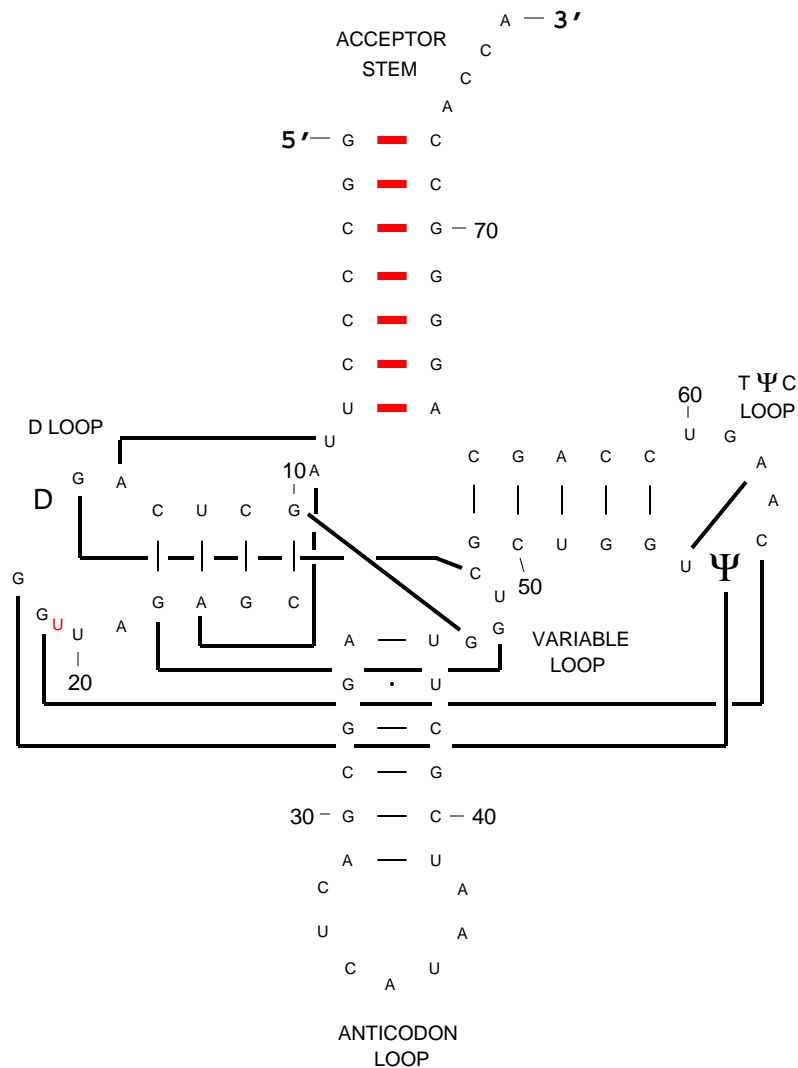 A 3′
ACCEPTOR
STEM
C
C
A
5′ G C
G C
C G 70
C G
C G
C G
U A
D LOOP
60
T Ψ C
LOOP
U
U G
G A
10 A
C G A C C
A
D
C U C G
A
G C U G G U Ψ C
G
C 50
G
U
U
U A
G A G C
U
G G
A U
VARIABLE
LOOP
20
G · U
G C
C G
30 G C 40
A U
C A
U A
C A U
ANTICODON
LOOP